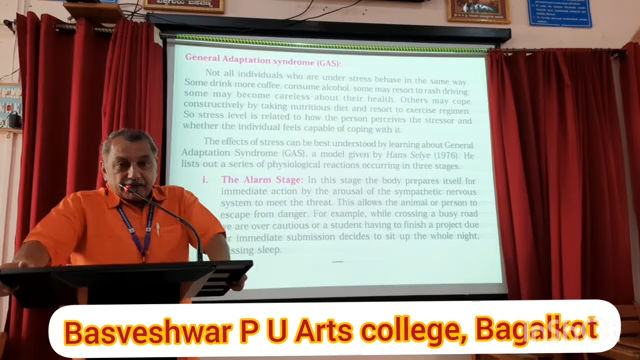 General Adaptation syndrome (GAS):
Not all individuals who are under stress behave in the same way.
Some drink more coffee, consume alcohol, some may resort to rash driving,
some may become careless about their health. Others may cope
constructively by taking nutritious diet and resort to exercise regimen.
So stress level is related to how the person perceives the stressor and
whether the individual feels capable of coping with it.
The effects of stress can be best understood by learning about General
Adaptation Syndrome (GAS), a model given by Hans Selye (1976). He
lists out a series of physiological reactions occurring in three stages.
i. The Alarm Stage: In this stage the body prepares itself for
immediate action by the arousal of the sympathetic nervous
system to meet the threat. This allows the animal or person to
escape from danger. For example, while crossing a busy road
we are over cautious or a student having to finish a project due
immediate submission decides to sit up the whole night,
sleep.
Basveshwar P U Arts college, Bagalkot